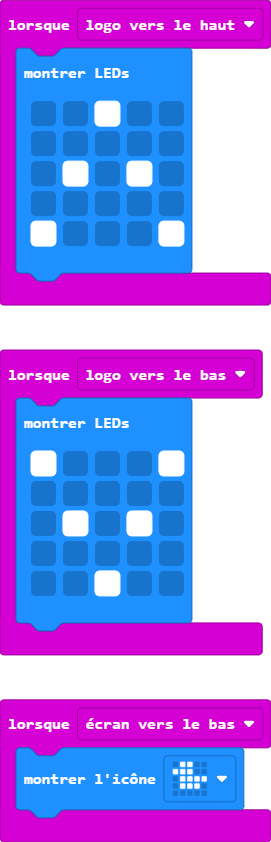 lorsque logo vers le haut
montrer LEDs
lorsque logo vers le bas
montrer LEDs
lorsque écran vers le bas
montrer l'icône